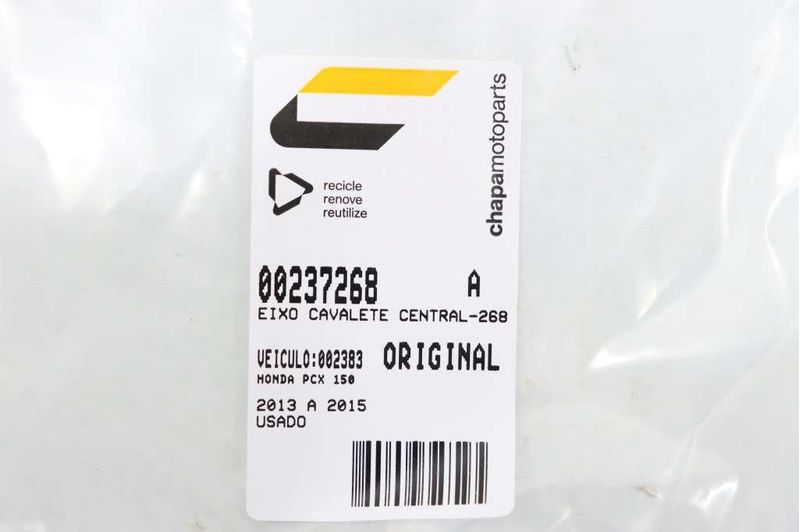 chapamotoparts
recicle
renove
reutilize
00237268 A
EIXO CAVALETE CENTRAL-268
VEICULO:002383 ORIGINAL
HONDA PCX 150
2013 A 2015
USADO